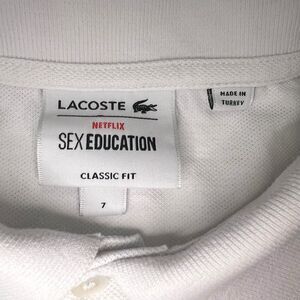 LACOSTE
NETFLIX
SEX EDUCATION
CLASSIC FIT
7
MADE IN
TURKEY